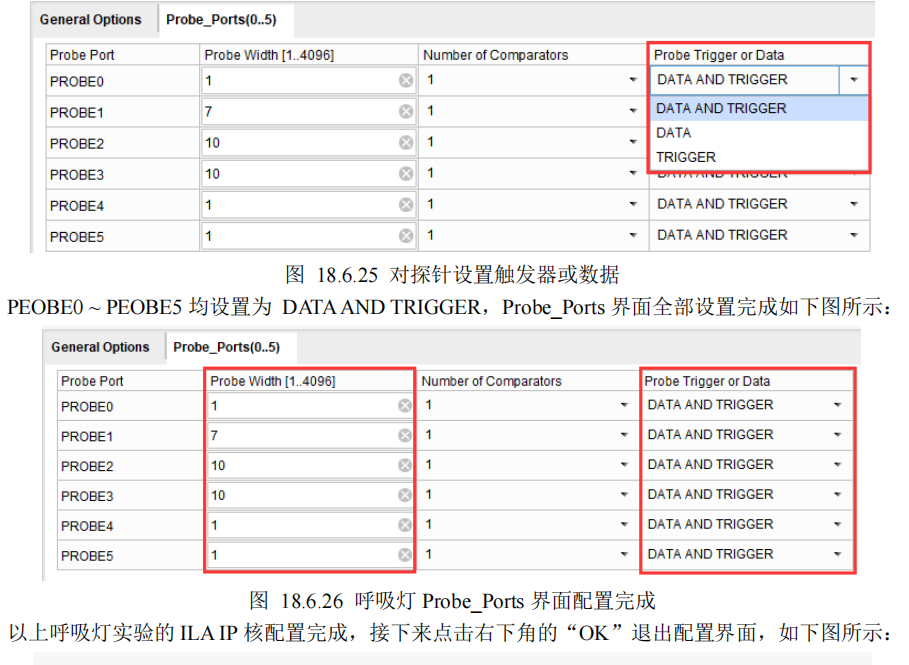 General Options Probe_Ports(0..5)
Probe Port Probe Width [1..4096] Number of Comparators Probe Trigger or Data
PROBE0 1 1 DATA AND TRIGGER
PROBE1 7 1 DATA AND TRIGGER
PROBE2 10 1 DATA
PROBE3 10 1 TRIGGER
DATA AND TRIGGER
PROBE4 1 1 DATA AND TRIGGER
PROBE5 1 1 DATA AND TRIGGER
图 18.6.25 对探针设置触发器或数据
PEOBE0 ~ PEOBE5 均设置为 DATA AND TRIGGER，Probe_Ports 界面全部设置完成如下图所示：
General Options Probe_Ports(0..5)
Probe Port Probe Width [1..4096] Number of Comparators Probe Trigger or Data
PROBE0 1 1 DATA AND TRIGGER
PROBE1 7 1 DATA AND TRIGGER
PROBE2 10 1 DATA AND TRIGGER
PROBE3 10 1 DATA AND TRIGGER
PROBE4 1 1 DATA AND TRIGGER
PROBE5 1 1 DATA AND TRIGGER
图 18.6.26 呼吸灯 Probe_Ports 界面配置完成
以上呼吸灯实验的 ILA IP 核配置完成，接下来点击右下角的“OK”退出配置界面，如下图所示：